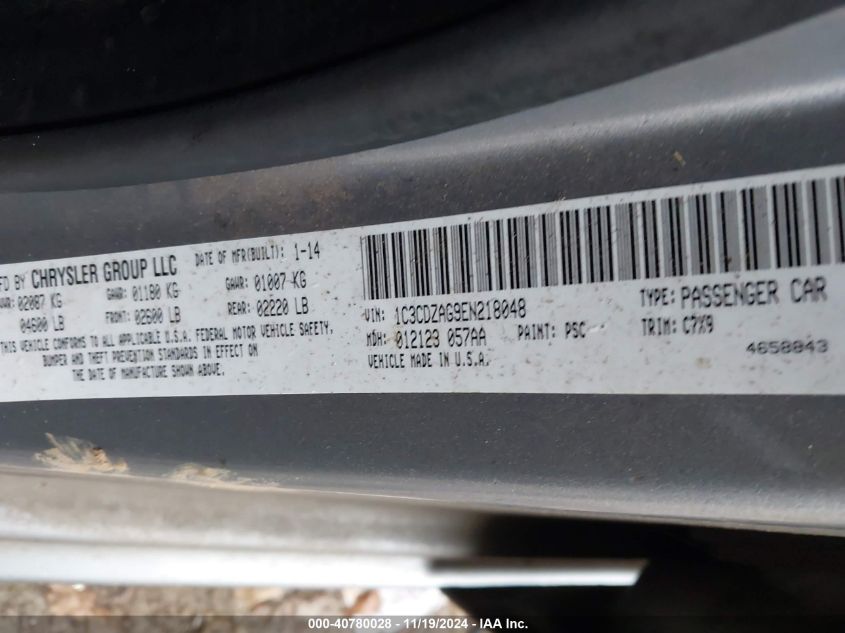 FD BY CHRYSLER GROUP LLC DATE OF MFR(BUILT): 1-14
VWR: 02087 KG GAWR: 01180 KG GAWR: 01007 KG
04600 LB FRONT: 02600 LB REAR: 02220 LB
THIS VEHICLE CONFORMS TO ALL APPLICABLE U.S.A. FEDERAL MOTOR VEHICLE SAFETY,
BUMPER AND THEFT PREVENTION STANDARDS IN EFFECT ON
THE DATE OF MANUFACTURE SHOWN ABOVE.
VIN: 1C3CDZAG9EN218048 TYPE: PASSENGER CAR
MDH: 012123 057AA PAINT: PSC TRIM: C7X9
VEHICLE MADE IN U.S.A. 4658843
000-40780028 - 11/19/2024 - IAA Inc.